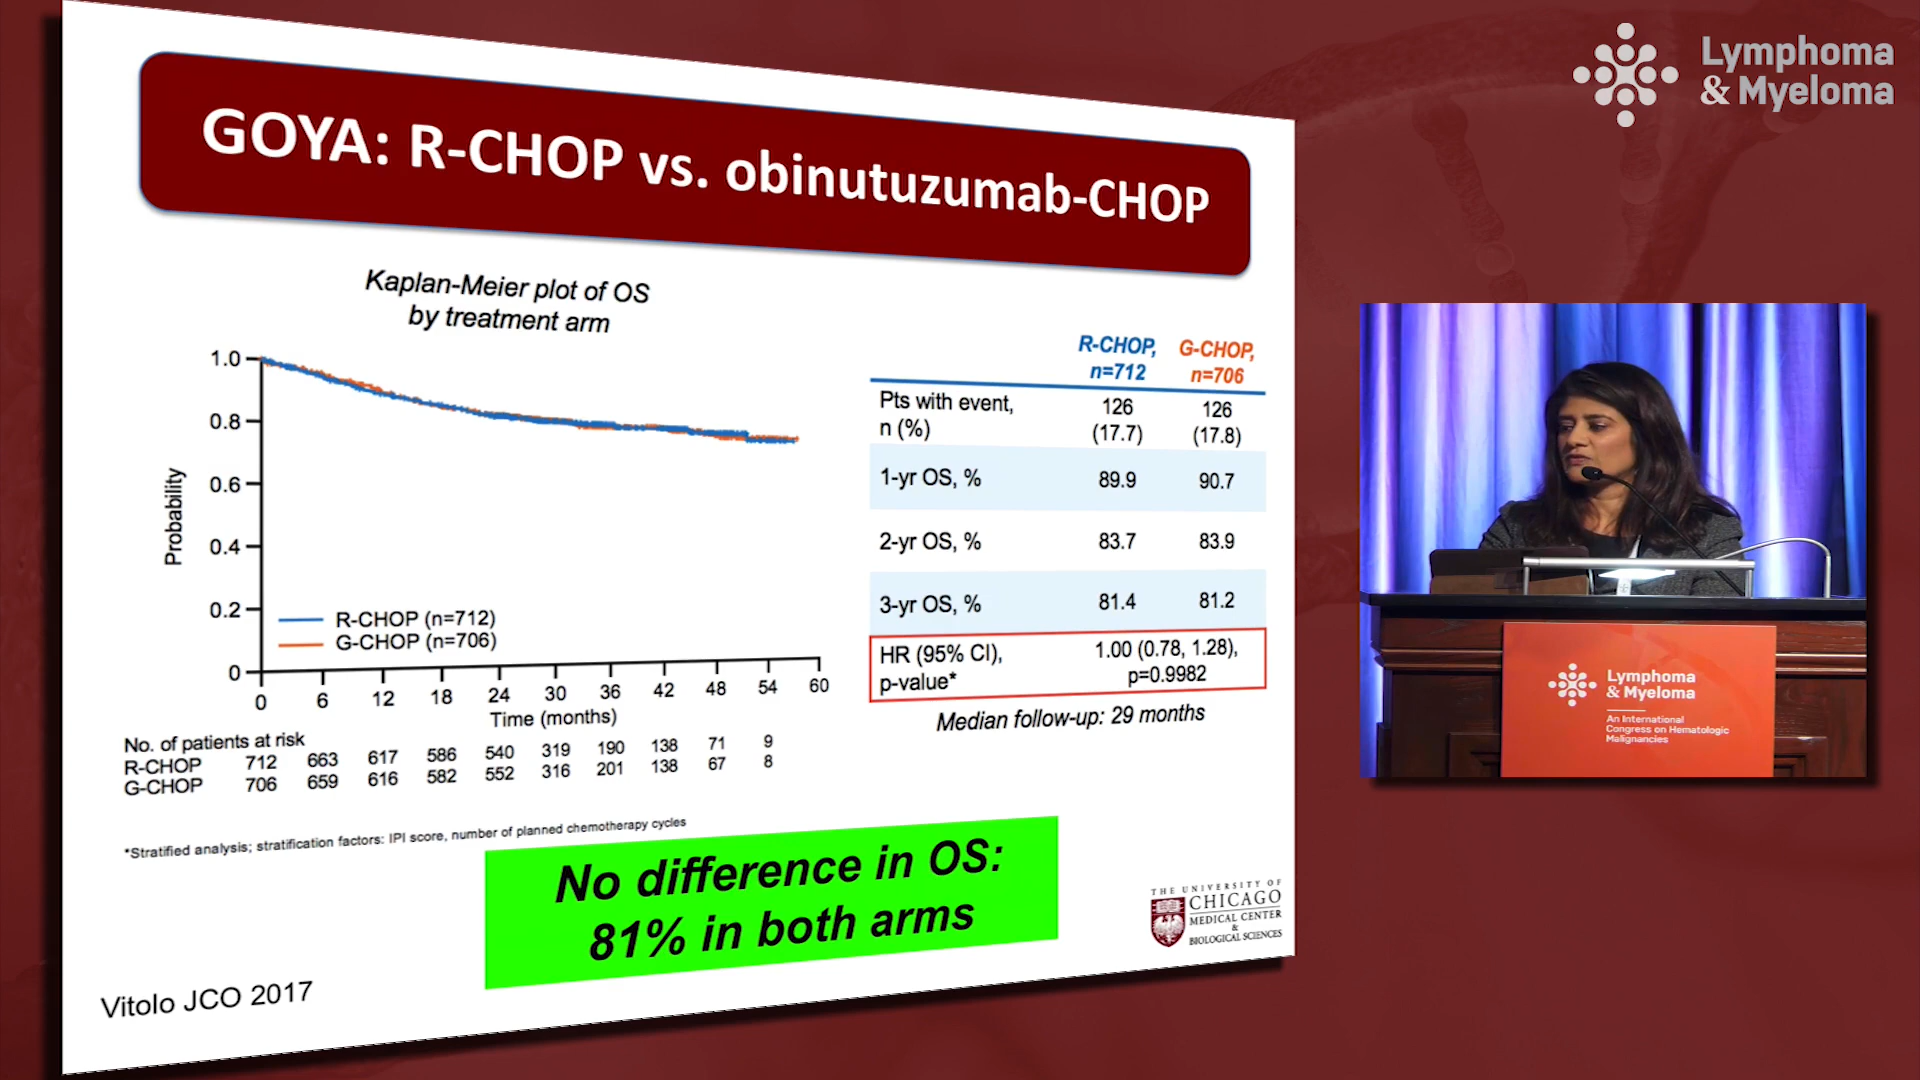 Lymphoma
& Myeloma
GOYA: R-CHOP vs. obinutuzumab-CHOP
Kaplan-Meier plot of OS
by treatment arm
1.0
0.8
0.6
0.4
0.2
0
Probability
R-CHOP (n=712)
G-CHOP (n=706)
0 6 12 18 24 30 36 42 48 54 60
Time (months)
No. of patients at risk
R-CHOP 712 663 617 586 540 319 190 138 71 9
G-CHOP 706 659 616 582 552 316 201 138 67 8
*Stratified analysis; stratification factors: IPI score, number of planned chemotherapy cycles
R-CHOP, G-CHOP,
n=712 n=706
Pts with event, 126 126
n (%) (17.7) (17.8)
1-yr OS, % 89.9 90.7
2-yr OS, % 83.7 83.9
3-yr OS, % 81.4 81.2
HR (95% CI), 1.00 (0.78, 1.28),
p-value* p=0.9982
Median follow-up: 29 months
No difference in OS:
81% in both arms
THE UNIVERSITY OF
CHICAGO
MEDICAL CENTER
&
BIOLOGICAL SCIENCES
Vitolo JCO 2017
Lymphoma
& Myeloma
An International
Congress on Hematologic
Malignancies